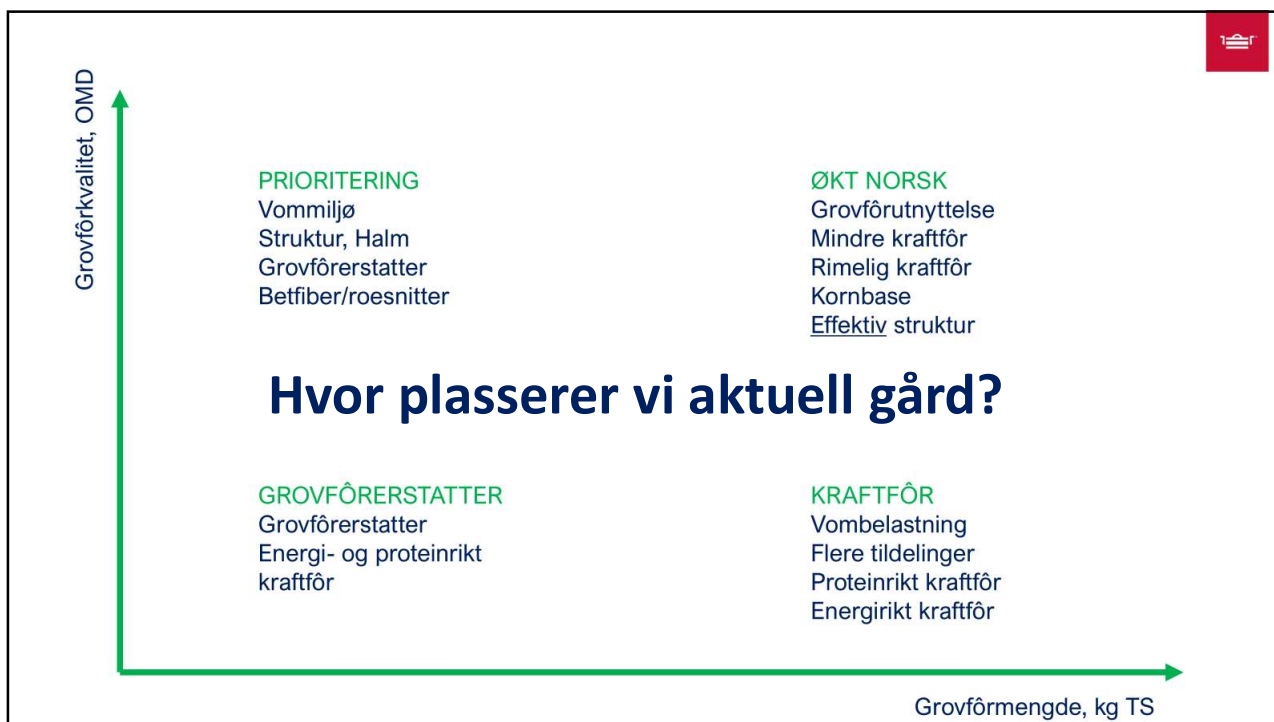 Grovfôrkvalitet, OMD
PRIORITERING
Vommiljø
Struktur, Halm
Grovfôrerstatter
Betfiber/roesnitter
ØKT NORSK
Grovfôrutnyttelse
Mindre kraftfôr
Rimelig kraftfôr
Kornbase
Effektiv struktur
Hvor plasserer vi aktuell gård?
GROVFÔRERSTATTER
Grovfôrerstatter
Energi- og proteinrikt
kraftfôr
KRAFTFÔR
Vombelastning
Flere tildelinger
Proteinrikt kraftfôr
Energirikt kraftfôr
Grovfôrmengde, kg TS